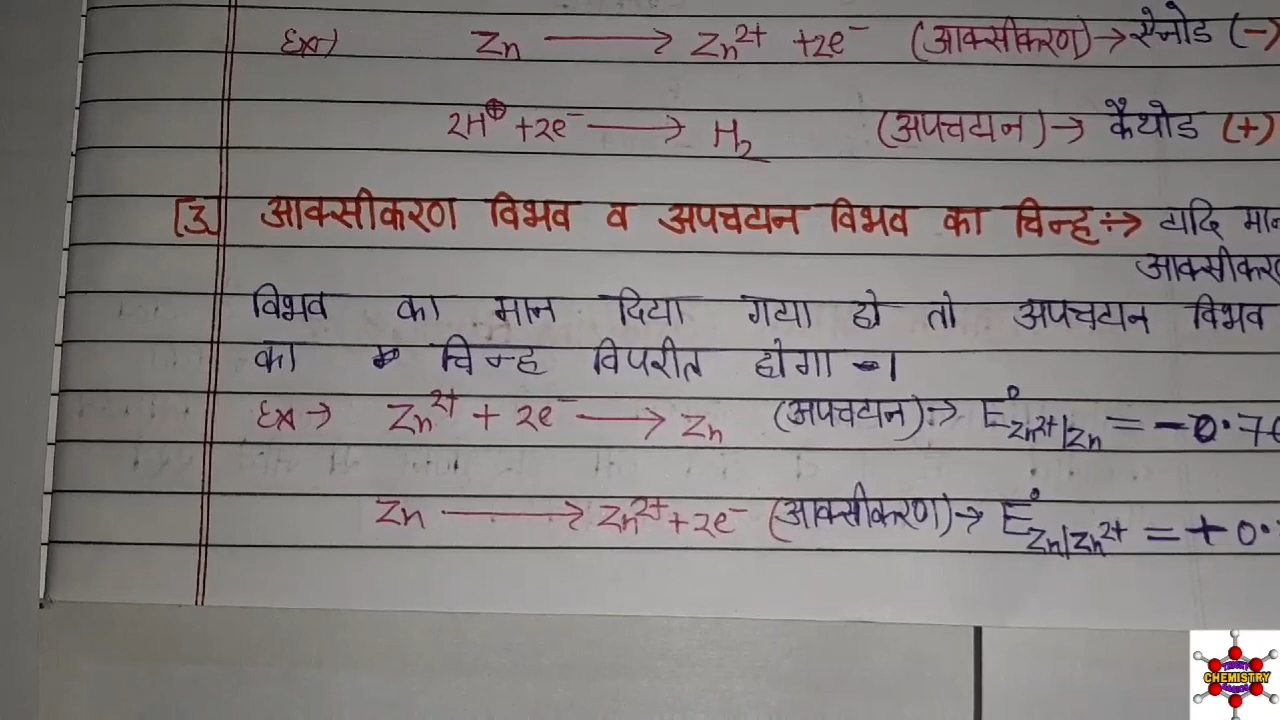 Ex→ Zn ⟶ Zn²⁺ +2e⁻ (आक्सीकरण)→ ऐनोड (-)
2H⊕ +2e⁻ ⟶ H₂ (अपचयन)→ कैथोड (+)
[3] आक्सीकरण विभव व अपचयन विभव का चिन्ह÷→ यदि
विभव का मान दिया गया हो तो अपचयन विभव
का चिन्ह विपरीत होगा -।
Ex→ Zn²⁺ + 2e⁻ ⟶ Zn (अपचयन)÷→ E°Zn²⁺/Zn = -0.76
Zn ⟶ Zn²⁺+2e⁻ (आक्सीकरण)→ E°Zn/Zn²⁺ = +0.
CHEMISTRY